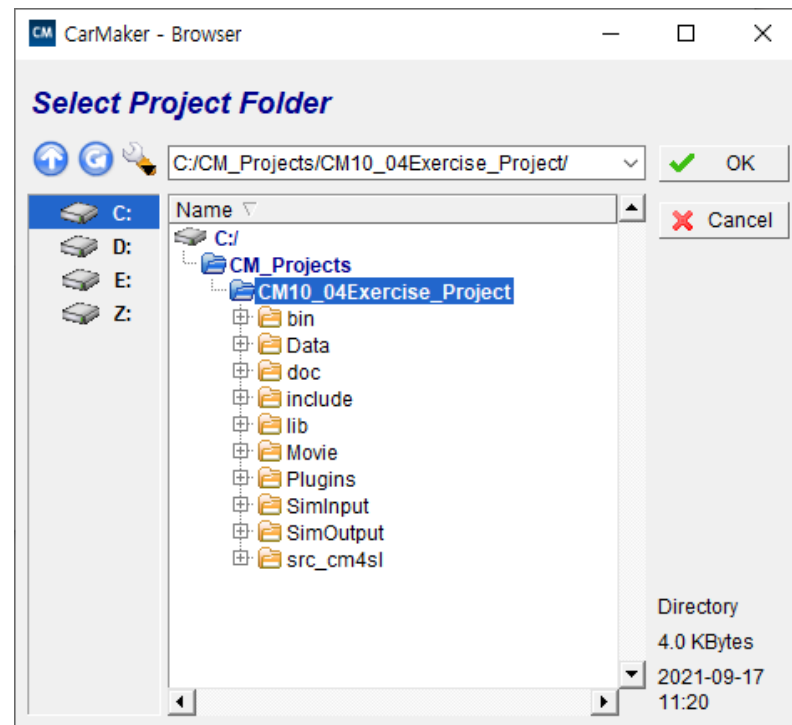 CM CarMaker - Browser
Select Project Folder
C:/CM_Projects/CM10_04Exercise_Project/
OK
Cancel
C:
D:
E:
Z:
Name
C:/
CM_Projects
CM10_04Exercise_Project
bin
Data
doc
include
lib
Movie
Plugins
SimInput
SimOutput
src_cm4sl
Directory
4.0 KBytes
2021-09-17
11:20